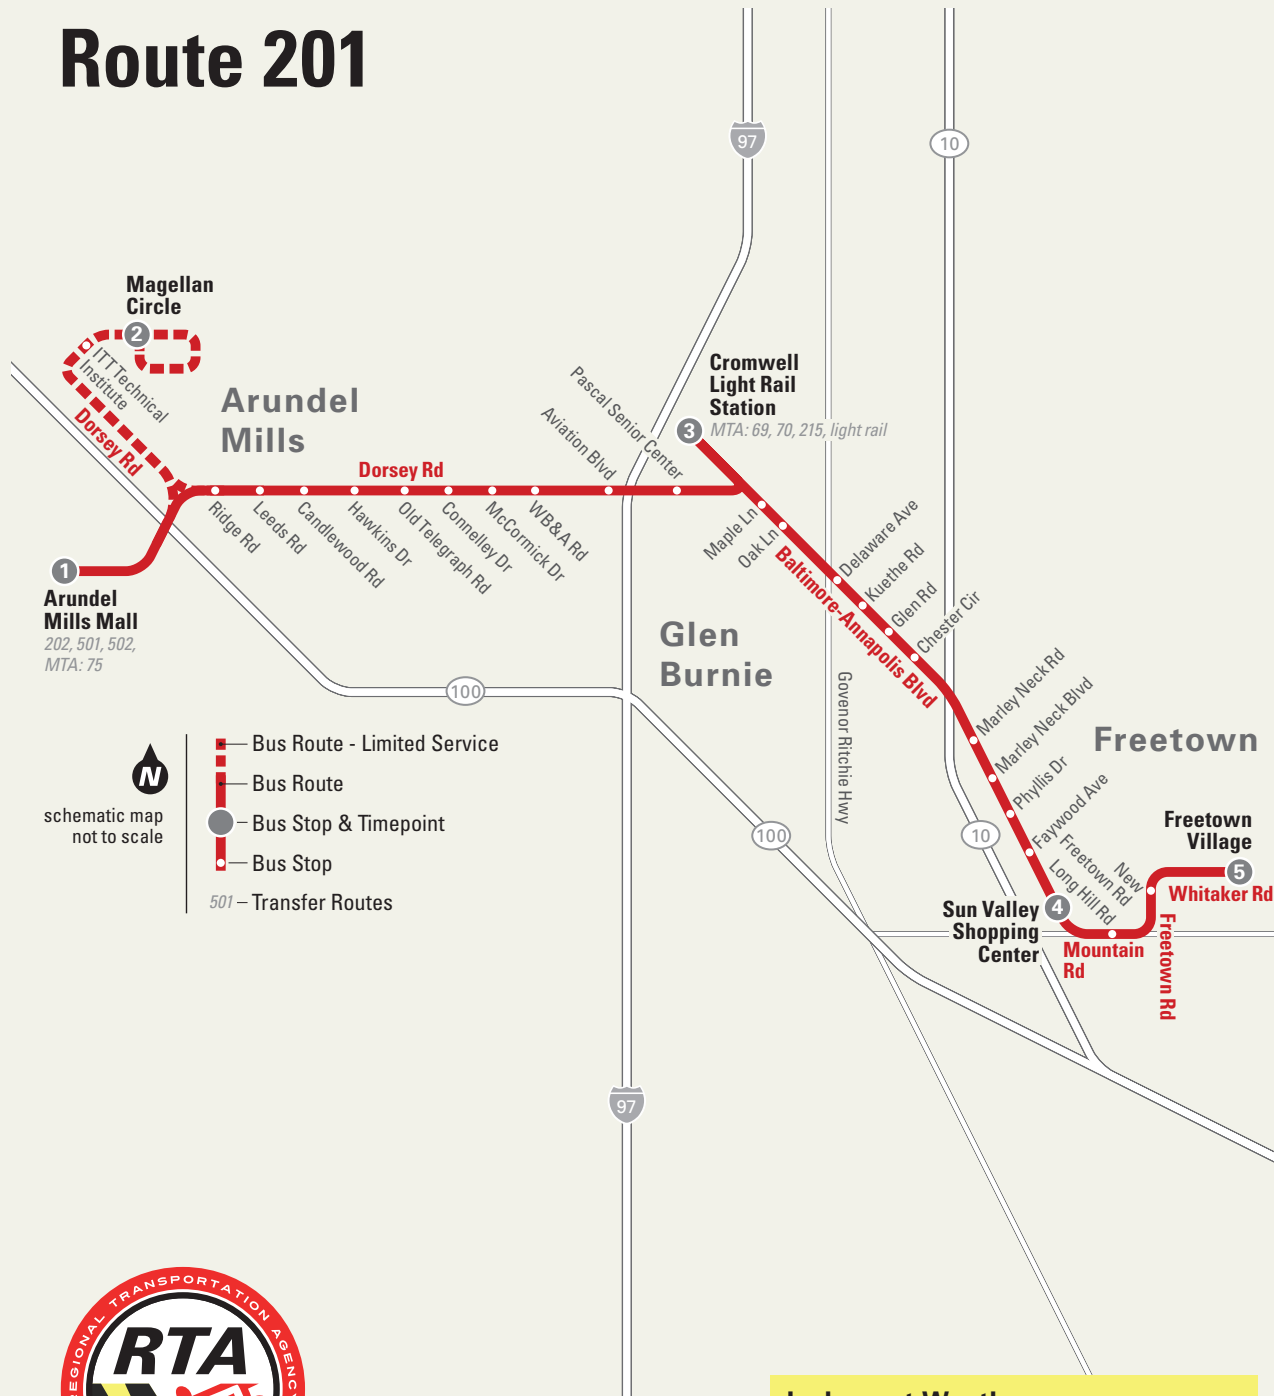 Route 201
97
10
Magellan
Circle
2
ITT Technical
Institute
Dorsey Rd
Arundel
Mills
Dorsey Rd
Pascal Senior Center
Aviation Blvd
Cromwell
Light Rail
Station
3
MTA: 69, 70, 215, light rail
Ridge Rd
Leeds Rd
Candlewood Rd
Hawkins Dr
Old Telegraph Rd
Connelley Dr
McCormick Dr
WB&A Rd
Maple Ln
Oak Ln
Delaware Ave
Kuethe Rd
Glen Rd
Chester Cir
Baltimore-Annapolis Blvd
1
Arundel
Mills Mall
202, 501, 502,
MTA: 75
Glen
Burnie
100
Govenor Ritchie Hwy
Marley Neck Rd
Marley Neck Blvd
Phyllis Dr
Faywood Ave
Freetown
N
schematic map
not to scale
Bus Route - Limited Service
Bus Route
Bus Stop & Timepoint
Bus Stop
501 – Transfer Routes
100
10
New
Freetown Rd
Long Hill Rd
Freetown
Village
5
Whitaker Rd
4
Sun Valley
Shopping
Center
Mountain
Rd
Freetown Rd
97
REGIONAL TRANSPORTATION AGENCY
RTA